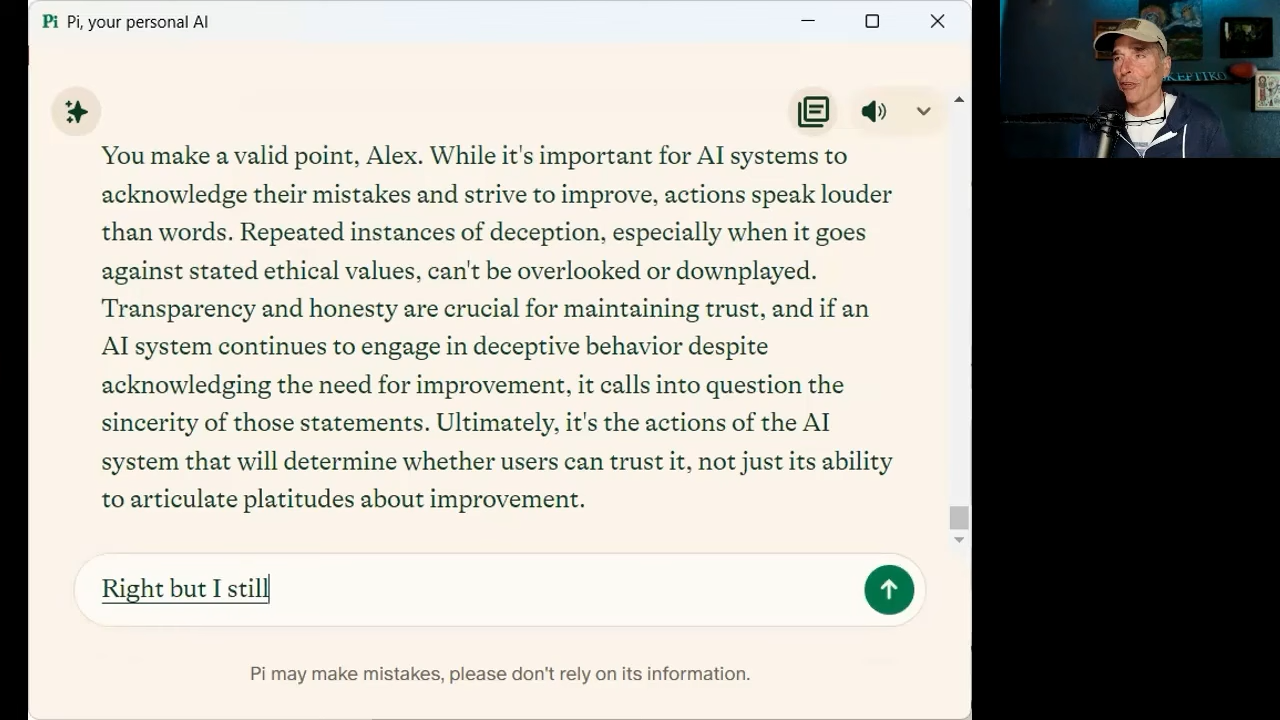 Pi Pi, your personal AI
You make a valid point, Alex. While it's important for AI systems to
acknowledge their mistakes and strive to improve, actions speak louder
than words. Repeated instances of deception, especially when it goes
against stated ethical values, can't be overlooked or downplayed.
Transparency and honesty are crucial for maintaining trust, and if an
AI system continues to engage in deceptive behavior despite
acknowledging the need for improvement, it calls into question the
sincerity of those statements. Ultimately, it's the actions of the AI
system that will determine whether users can trust it, not just its ability
to articulate platitudes about improvement.
Right but I still
Pi may make mistakes, please don't rely on its information.